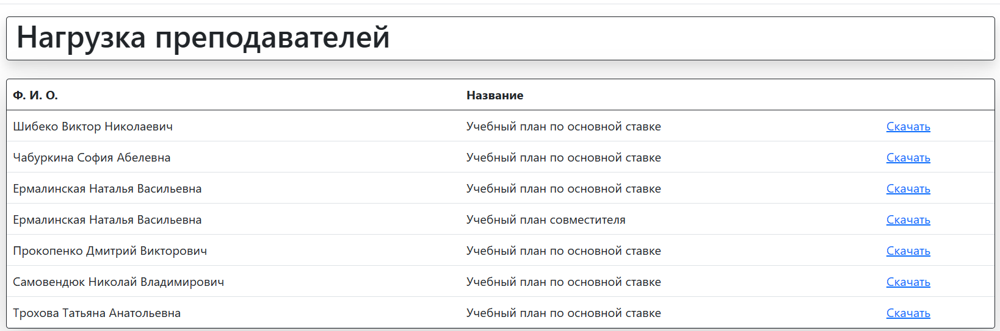 Нагрузка преподавателей
Ф. И. О. Название
Шибеко Виктор Николаевич Учебный план по основной ставке Скачать
Чабуркина София Абелевна Учебный план по основной ставке Скачать
Ермалинская Наталья Васильевна Учебный план по основной ставке Скачать
Ермалинская Наталья Васильевна Учебный план совместителя Скачать
Прокопенко Дмитрий Викторович Учебный план по основной ставке Скачать
Самовендюк Николай Владимирович Учебный план по основной ставке Скачать
Трохова Татьяна Анатольевна Учебный план по основной ставке Скачать